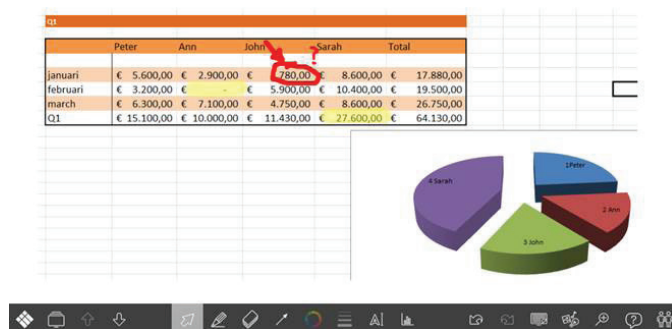 Q1
Peter Ann John Sarah Total
?
januari € 5.600,00 € 2.900,00 € 780,00 € 8.600,00 € 17.880,00
februari € 3.200,00 € - € 5.900,00 € 10.400,00 € 19.500,00
march € 6.300,00 € 7.100,00 € 4.750,00 € 8.600,00 € 26.750,00
Q1 € 15.100,00 € 10.000,00 € 11.430,00 € 27.600,00 € 64.130,00
1Peter
4 Sarah
2 Ann
3 John
A
?